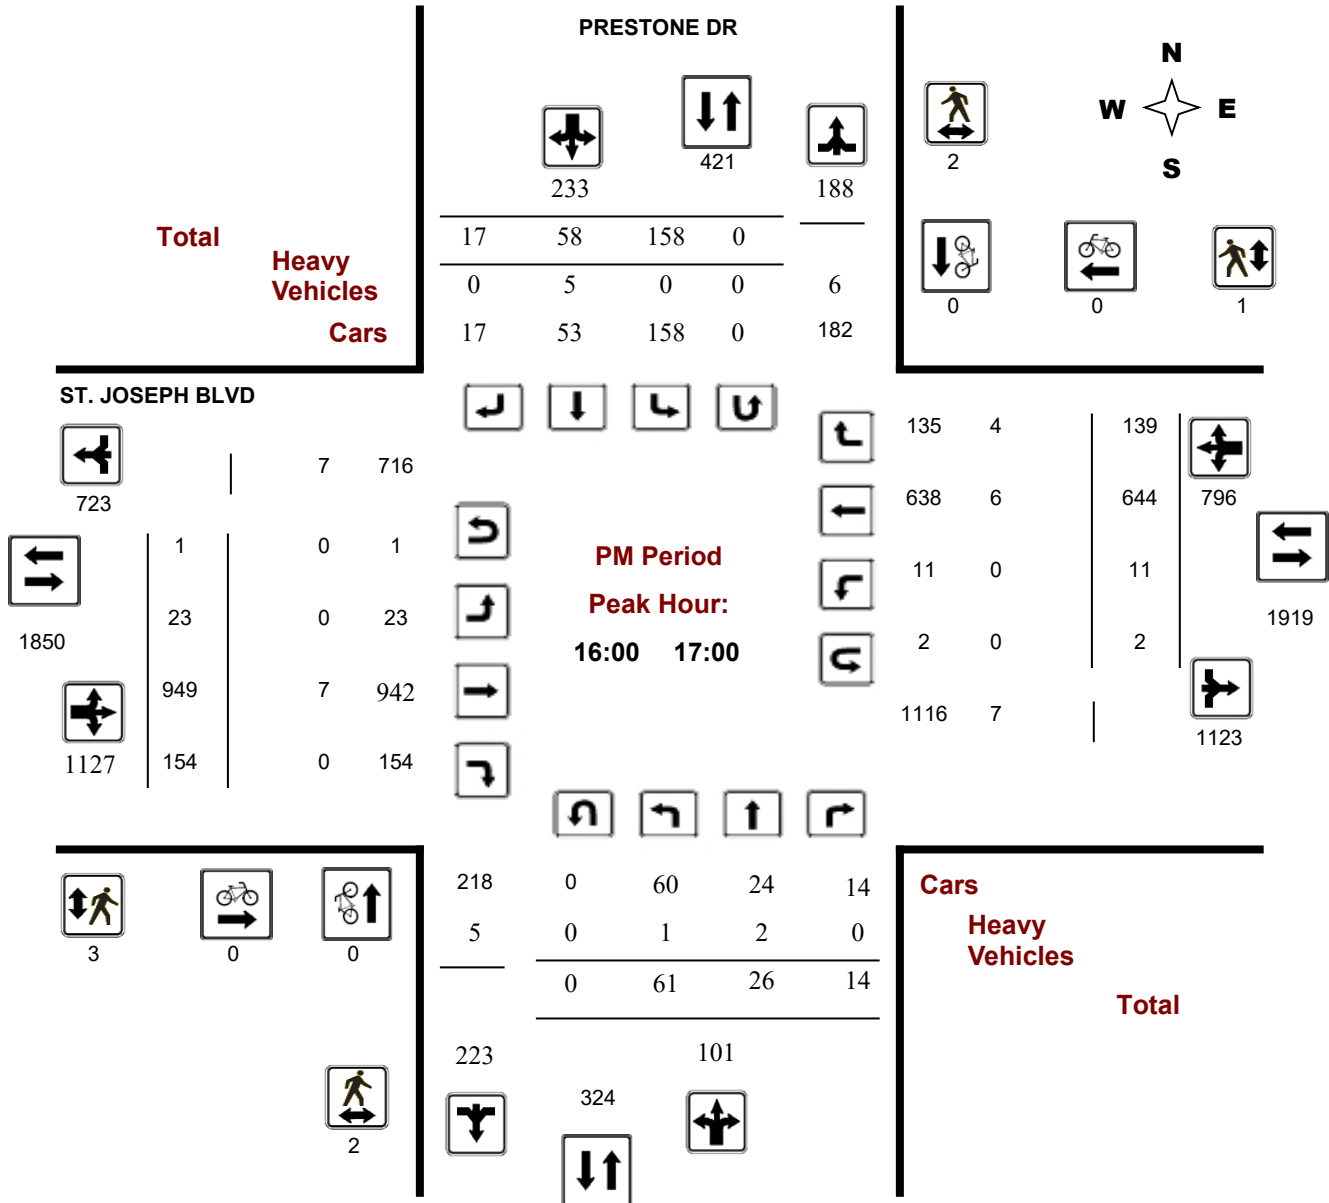 PRESTONE DR
N
W E
S
421
2
233 188
Total 17 58 158 0
Heavy
Vehicles 0 5 0 0 6
Cars 17 53 158 0 182
0 0 1
ST. JOSEPH BLVD
135 4 139
7 716
723
638 6 644 796
1 0 1
PM Period
11 0 11
Peak Hour:
23 0 23
1919
1850
16:00 17:00
2 0 2
949 7 942
1116 7
1123
1127 154 0 154
218 0 60 24 14
Cars
5 0 1 2 0
Heavy
Vehicles
3 0 0
0 61 26 14
Total
223 101
324
2